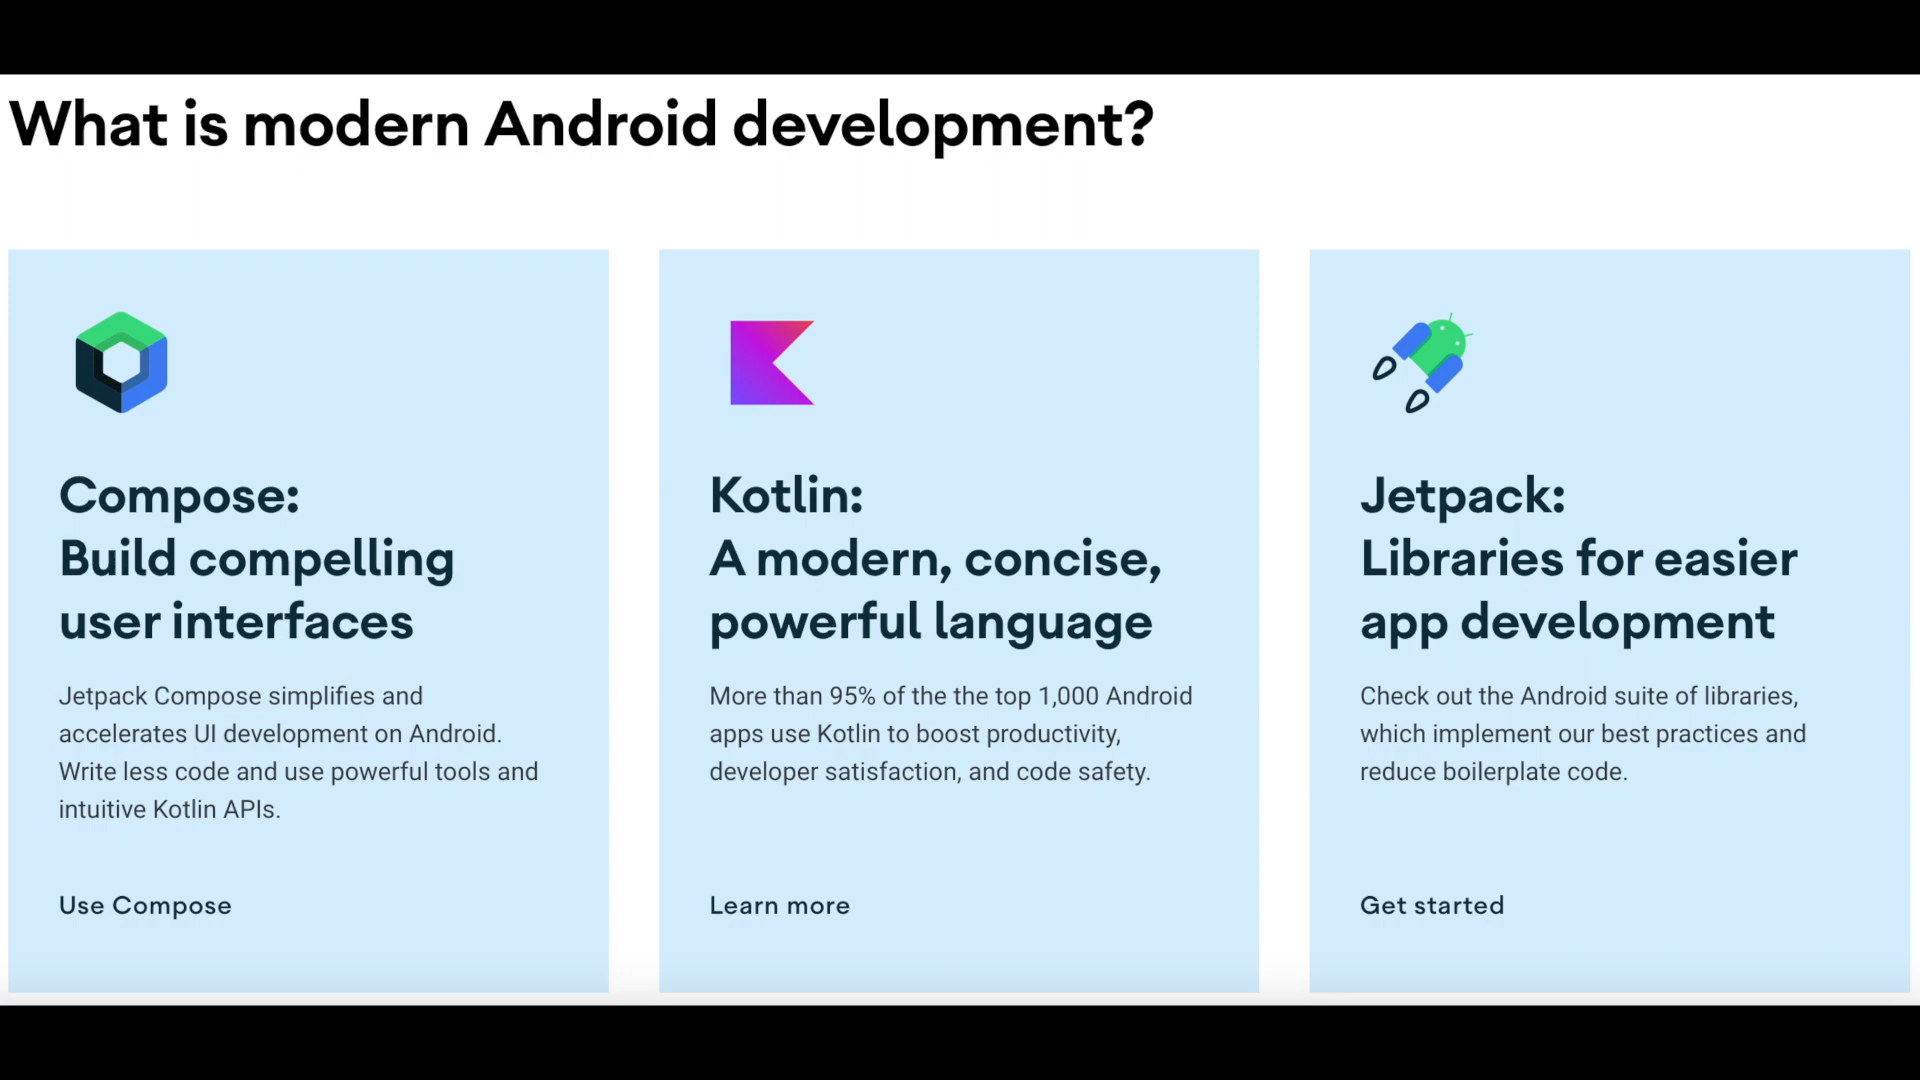 What is modern Android development?
Compose:
Build compelling
user interfaces
Jetpack Compose simplifies and
accelerates UI development on Android.
Write less code and use powerful tools and
intuitive Kotlin APIs.
Use Compose
Kotlin:
A modern, concise,
powerful language
More than 95% of the the top 1,000 Android
apps use Kotlin to boost productivity,
developer satisfaction, and code safety.
Learn more
Jetpack:
Libraries for easier
app development
Check out the Android suite of libraries,
which implement our best practices and
reduce boilerplate code.
Get started